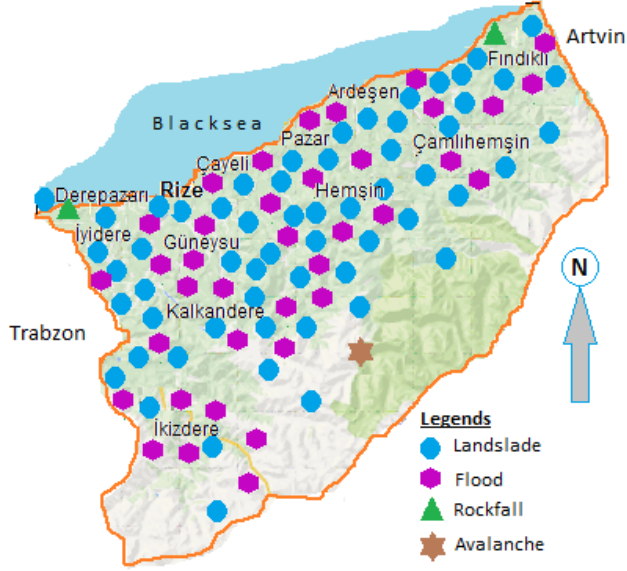 Artvin
Fındıklı
Ardeşen
Blacksea
Pazar
Çamlıhemşin
Çayeli
Derepazarı
Rize
Hemşin
İyidere
Güneysu
Kalkandere
Trabzon
N
İkizdere
Legends
Landslade
Flood
Rockfall
Avalanche